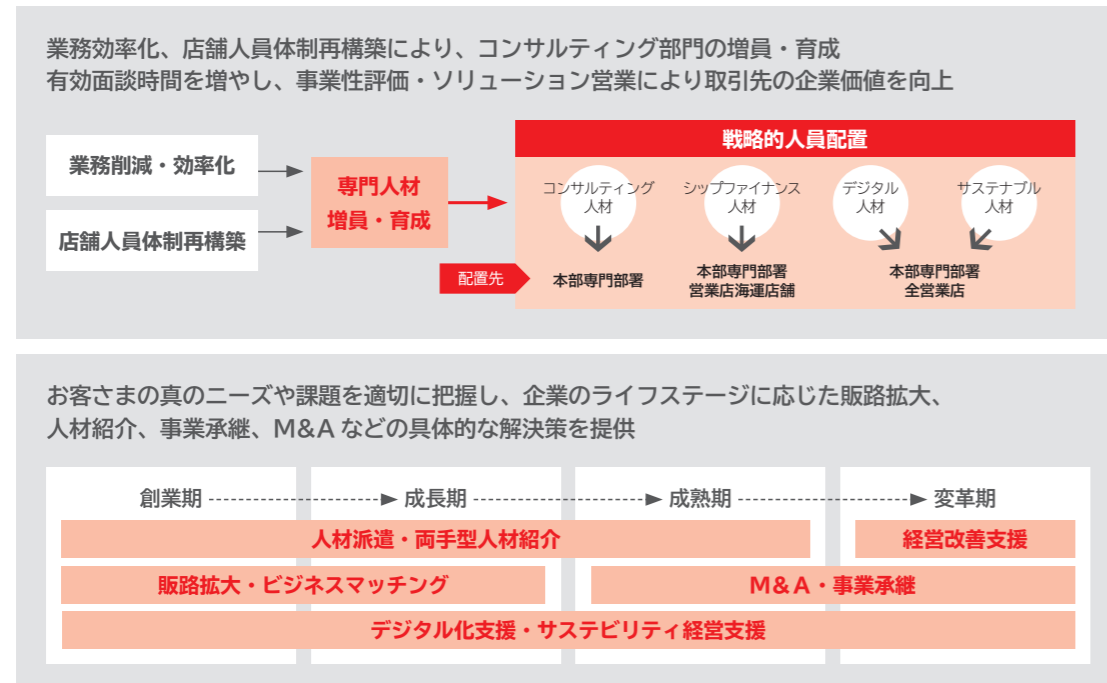 業務効率化、店舗人員体制再構築により、コンサルティング部門の増員・育成
有効面談時間を増やし、事業性評価・ソリューション営業により取引先の企業価値を向上
業務削減・効率化
店舗人員体制再構築
専門人材
増員・育成
戦略的人員配置
コンサルティング
人材
シップファイナンス
人材
デジタル
人材
サステナブル
人材
配置先
本部専門部署
本部専門部署
営業店海運店舗
本部専門部署
全営業店
お客さまの真のニーズや課題を適切に把握し、企業のライフステージに応じた販路拡大、
人材紹介、事業承継、M&Aなどの具体的な解決策を提供
創業期
成長期
成熟期
変革期
人材派遣・両手型人材紹介
経営改善支援
販路拡大・ビジネスマッチング
M&A・事業承継
デジタル化支援・サステビリティ経営支援